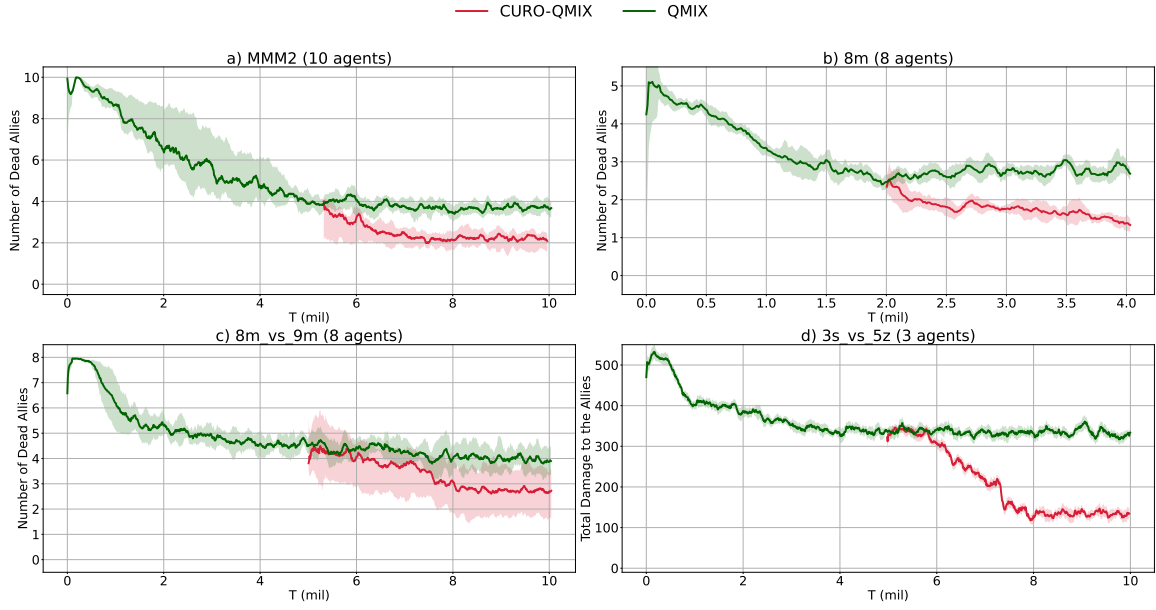 CURO-QMIX QMIX
a) MMM2 (10 agents)
Number of Dead Allies
10
8
6
4
2
0
0 2 4 6 8 10
T (mil)
b) 8m (8 agents)
Number of Dead Allies
5
4
3
2
1
0
0.0 0.5 1.0 1.5 2.0 2.5 3.0 3.5 4.0
T (mil)
c) 8m_vs_9m (8 agents)
Number of Dead Allies
8
7
6
5
4
3
2
1
0
0 2 4 6 8 10
T (mil)
d) 3s_vs_5z (3 agents)
Total Damage to the Allies
500
400
300
200
100
0
0 2 4 6 8 10
T (mil)